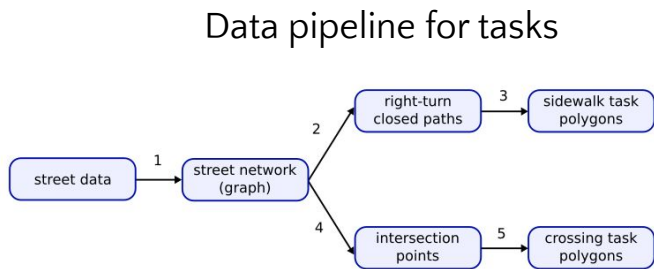 Data pipeline for tasks
street data
1
street network
(graph)
2
right-turn
closed paths
3
sidewalk task
polygons
4
intersection
points
5
crossing task
polygons